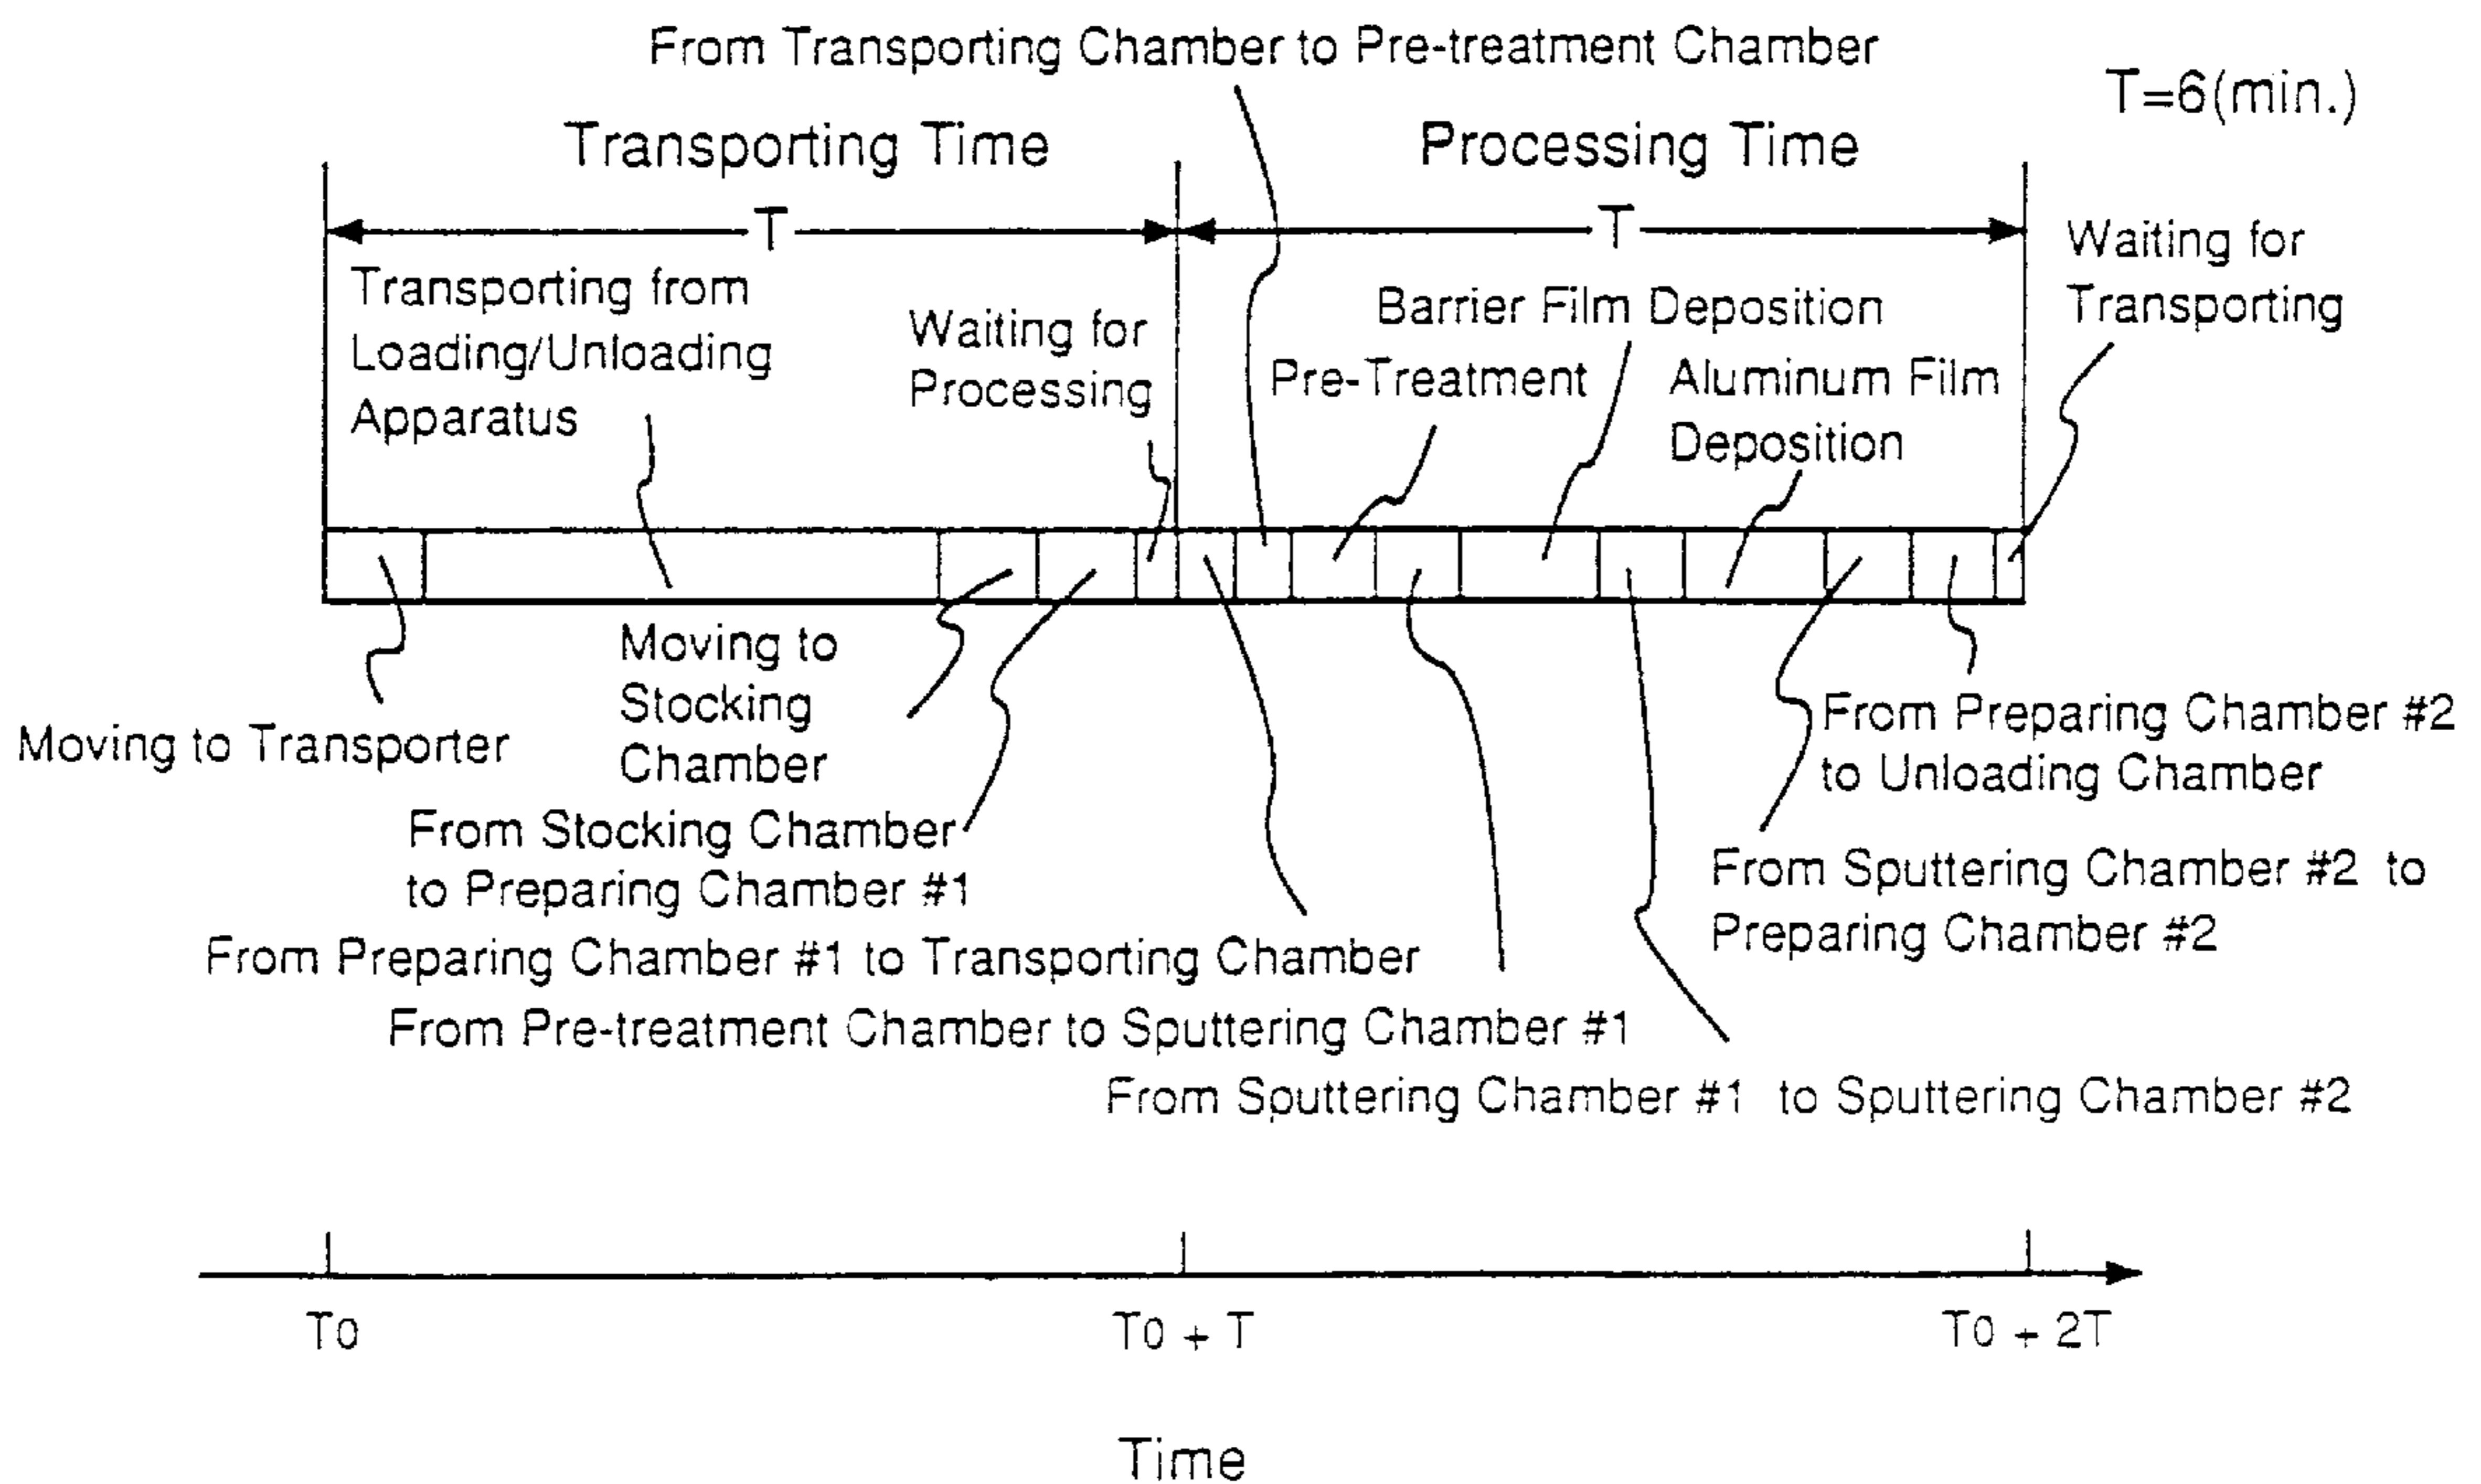 From Transporting Chamber to Pre-treatment Chamber
T=6(min.)
Transporting Time
Processing Time
T
T
Waiting for
Transporting
Transporting from
Loading/Unloading
Apparatus
Waiting for
Processing
Barrier Film Deposition
Pre-Treatment
Aluminum Film
Deposition
Moving to Transporter
Moving to
Stocking
Chamber
From Stocking Chamber
to Preparing Chamber #1
From Preparing Chamber #1 to Transporting Chamber
From Pre-treatment Chamber to Sputtering Chamber #1
From Sputtering Chamber #1 to Sputtering Chamber #2
From Preparing Chamber #2
to Unloading Chamber
From Sputtering Chamber #2 to
Preparing Chamber #2
T0
T0 + T
T0 + 2T
Time